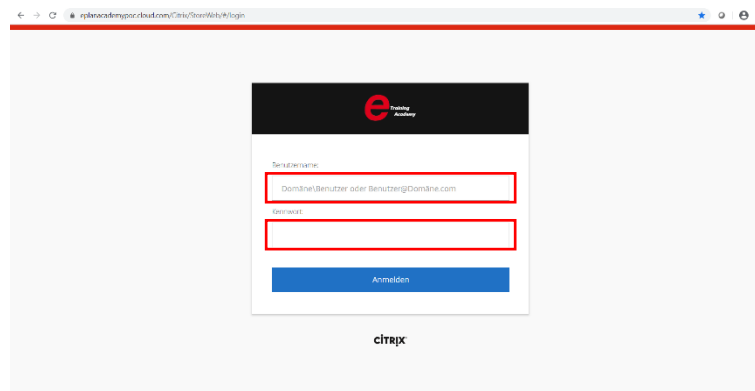 eplanacademypoc.cloud.com/Citrix/StoreWeb/#/login
e Training
Academy
Benutzername:
Domäne\Benutzer oder Benutzer@Domäne.com
Kennwort:
Anmelden
citrix